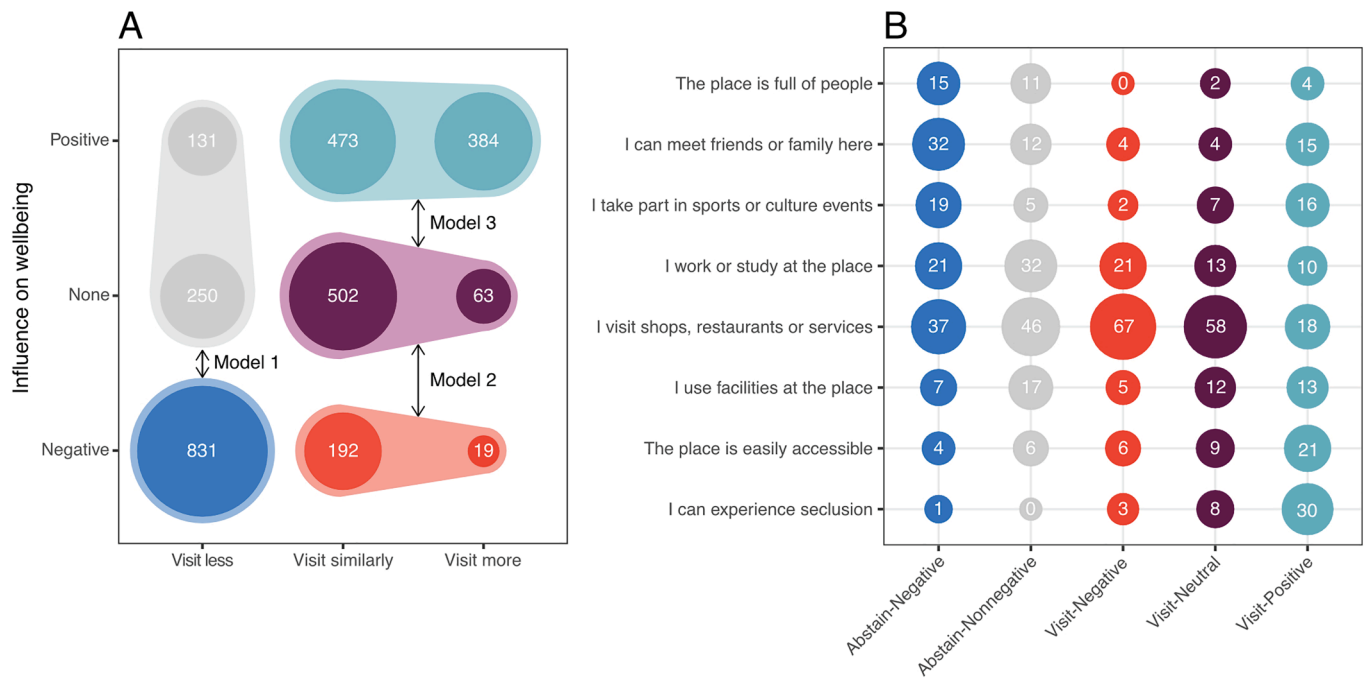 A
Influence on wellbeing
Positive
None
Negative
131
473
384
Model 3
250
502
63
Model 1
Model 2
831
192
19
Visit less
Visit similarly
Visit more
B
The place is full of people 15 11 0 2 4
I can meet friends or family here 32 12 4 4 15
I take part in sports or culture events 19 5 2 7 16
I work or study at the place 21 32 21 13 10
I visit shops, restaurants or services 37 46 67 58 18
I use facilities at the place 7 17 5 12 13
The place is easily accessible 4 6 6 9 21
I can experience seclusion 1 0 3 8 30
Abstain-Negative
Abstain-Nonnegative
Visit-Negative
Visit-Neutral
Visit-Positive